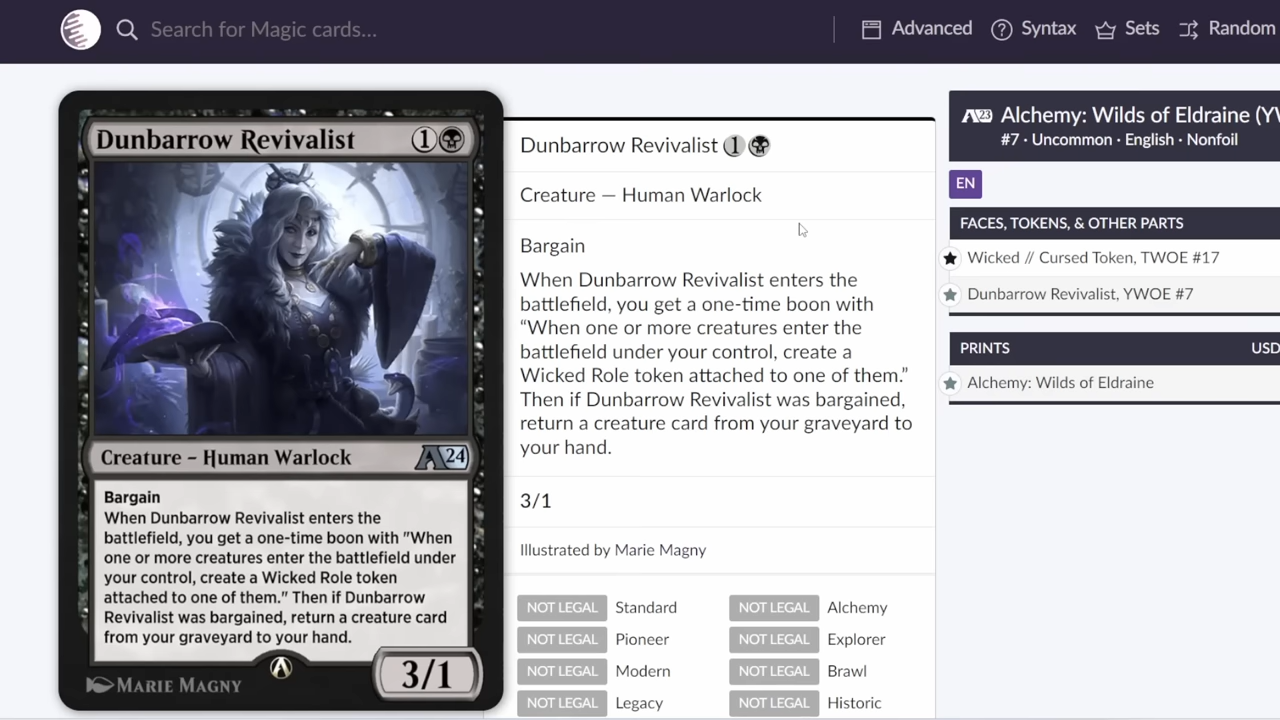 Search for Magic cards...
Advanced
Syntax
Sets
Random
Dunbarrow Revivalist 1
Creature – Human Warlock
A24
Bargain
When Dunbarrow Revivalist enters the
battlefield, you get a one-time boon with "When
one or more creatures enter the battlefield under
your control, create a Wicked Role token
attached to one of them." Then if Dunbarrow
Revivalist was bargained, return a creature card
from your graveyard to your hand.
3/1
MARIE MAGNY
Dunbarrow Revivalist 1
Creature — Human Warlock
Bargain
When Dunbarrow Revivalist enters the
battlefield, you get a one-time boon with
“When one or more creatures enter the
battlefield under your control, create a
Wicked Role token attached to one of them.”
Then if Dunbarrow Revivalist was bargained,
return a creature card from your graveyard to
your hand.
3/1
Illustrated by Marie Magny
NOT LEGAL Standard NOT LEGAL Alchemy
NOT LEGAL Pioneer NOT LEGAL Explorer
NOT LEGAL Modern NOT LEGAL Brawl
NOT LEGAL Legacy NOT LEGAL Historic
A23 Alchemy: Wilds of Eldraine (YW
#7 · Uncommon · English · Nonfoil
EN
FACES, TOKENS, & OTHER PARTS
Wicked // Cursed Token, TWOE #17
Dunbarrow Revivalist, YWOE #7
PRINTS USD
Alchemy: Wilds of Eldraine